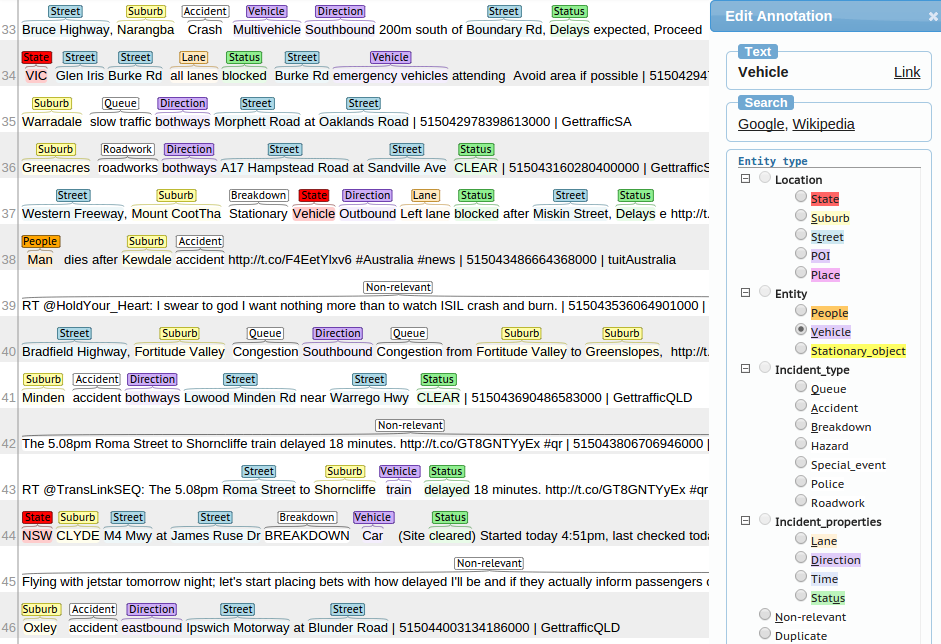 Street Suburb Accident Vehicle Direction Street Status
33 Bruce Highway, Narangba Crash Multivehicle Southbound 200m south of Boundary Rd, Delays expected, Proceed
State Street Street Lane Status Street Vehicle
34 VIC Glen Iris Burke Rd all lanes blocked Burke Rd emergency vehicles attending Avoid area if possible | 51504294
Suburb Queue Direction Street Street
35 Warradale slow traffic bothways Morphett Road at Oaklands Road | 515042978398613000 | GettrafficSA
Suburb Roadwork Direction Street Street Status
36 Greenacres roadworks bothways A17 Hampstead Road at Sandville Ave CLEAR | 515043160280400000 | Gettraffic
Street Suburb Breakdown State Direction Lane Status Street Status
37 Western Freeway, Mount CootTha Stationary Vehicle Outbound Left lane blocked after Miskin Street, Delays e http://t.
People Suburb Accident
38 Man dies after Kewdale accident http://t.co/F4EetYlxv6 #Australia #news | 515043486664368000 | tuitAustralia
Non-relevant
39 RT @HoldYour_Heart: I swear to god I want nothing more than to watch ISIL crash and burn. | 515043536064901000 |
Street Suburb Queue Direction Queue Suburb Suburb
40 Bradfield Highway, Fortitude Valley Congestion Southbound Congestion from Fortitude Valley to Greenslopes, http://t.
Suburb Accident Direction Street Street Status
41 Minden accident bothways Lowood Minden Rd near Warrego Hwy CLEAR | 515043690486583000 | GettrafficQLD
Non-relevant
42 The 5.08pm Roma Street to Shorncliffe train delayed 18 minutes. http://t.co/GT8GNTYyEx #qr | 515043806706946000 |
Street Suburb Vehicle Status
43 RT @TransLinkSEQ: The 5.08pm Roma Street to Shorncliffe train delayed 18 minutes. http://t.co/GT8GNTYyEx #qr
State Suburb Street Street Breakdown Vehicle Status
44 NSW CLYDE M4 Mwy at James Ruse Dr BREAKDOWN Car (Site cleared) Started today 4:51pm, last checked toda
Non-relevant
45 Flying with jetstar tomorrow night; let's start placing bets with how delayed I'll be and if they actually inform passengers
Suburb Accident Direction Street Street
46 Oxley accident eastbound Ipswich Motorway at Blunder Road | 515044003134186000 | GettrafficQLD
Edit Annotation
Text
Vehicle Link
Search
Google, Wikipedia
Entity type
Location
State
Suburb
Street
POI
Place
Entity
People
Vehicle
Stationary_object
Incident_type
Queue
Accident
Breakdown
Hazard
Special_event
Police
Roadwork
Incident_properties
Lane
Direction
Time
Status
Non-relevant
Duplicate